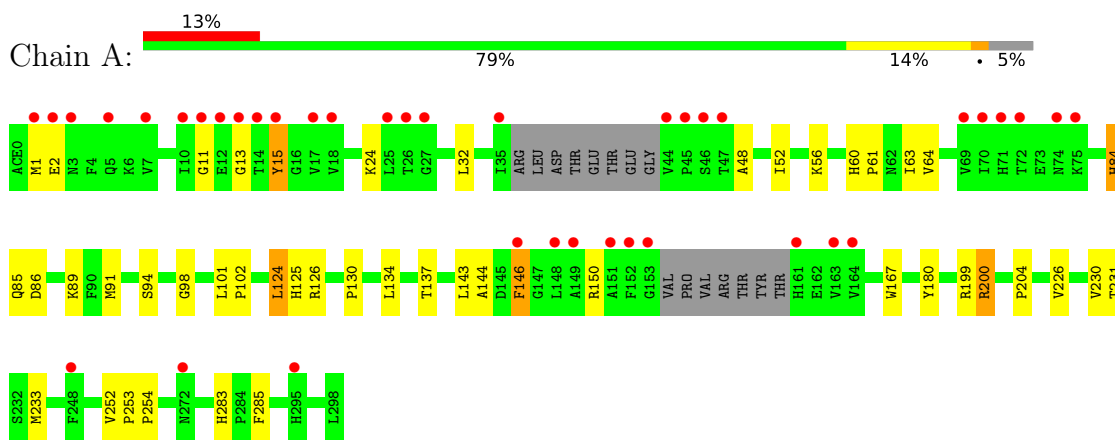 13%
Chain A:
79% 14% • 5%
ACE0 M1 E2 N3 F4 Q5 K6 V7 I10 G11 E12 G13 T14 Y15 G16 V17 V18 K24 L25 T26 G27 L32 I35 ARG LEU ASP THR GLU THR GLU GLY V44 P45 S46 T47 A48 I52 K56 H60 P61 N62 I63 V64 V69 I70 H71 T72 E73 N74 K75 H84
Q85 D86 K89 F90 M91 S94 G98 L101 P102 L124 H125 R126 P130 L134 T137 L143 A144 D145 F146 G147 L148 A149 R150 A151 F152 G153 VAL PRO VAL ARG THR TYR THR H161 E162 V163 V164 W167 Y180 R199 R200 P204 V226 V230 T231
S232 M233 F248 V252 P253 P254 N272 H283 P284 F285 H295 L298